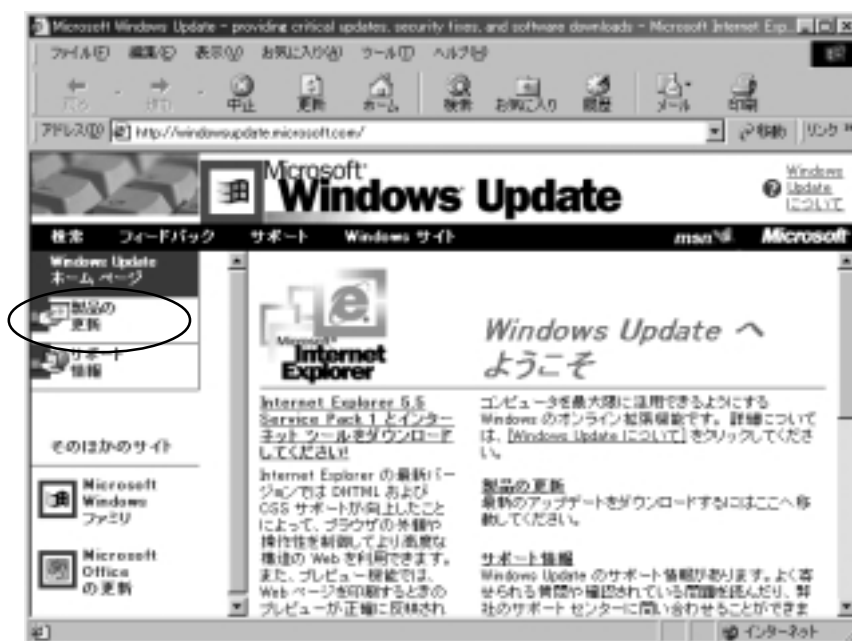 Microsoft Windows Update - providing critical updates, security fixes, and software downloads - Microsoft Internet Exp...
ファイル(F) 編集(E) 表示(V) お気に入り(A) ツール(T) ヘルプ(H)
戻る 進む 中止 更新 ホーム 検索 お気に入り 履歴 メール 印刷
アドレス(D) http://windowsupdate.microsoft.com/ 移動 リンク »
Microsoft
Windows Update
Windows
Update
について
検索 フィードバック サポート Windows サイト msn Microsoft
Windows Update
ホーム ページ
製品の
更新
サポート
情報
そのほかのサイト
Microsoft
Windows
ファミリ
Microsoft
Office
の更新
Microsoft
Internet
Explorer
Internet Explorer 5.5
Service Pack 1 とインター
ネット ツールをダウンロード
してください!
Internet Explorer の最新バー
ジョンでは DHTML および
CSS サポートが向上したこと
によって、ブラウザの外観や
操作性を制御してより高度な
構造の Web を利用できます。
また、プレビュー機能では、
Web ページを印刷するときの
プレビューが正確に反映され
Windows Update へ
ようこそ
コンピュータを最大限に活用できるようにする
Windows のオンライン拡張機能です。詳細について
は、[Windows Update について] をクリックしてくださ
い。
製品の更新
最新のアップデートをダウンロードするにはここへ移
動してください。
サポート情報
Windows Update のサポート情報があります。よく寄
せられる質問や確認されている問題を読んだり、弊
社のサポート センターに問い合わせることができま
インターネット